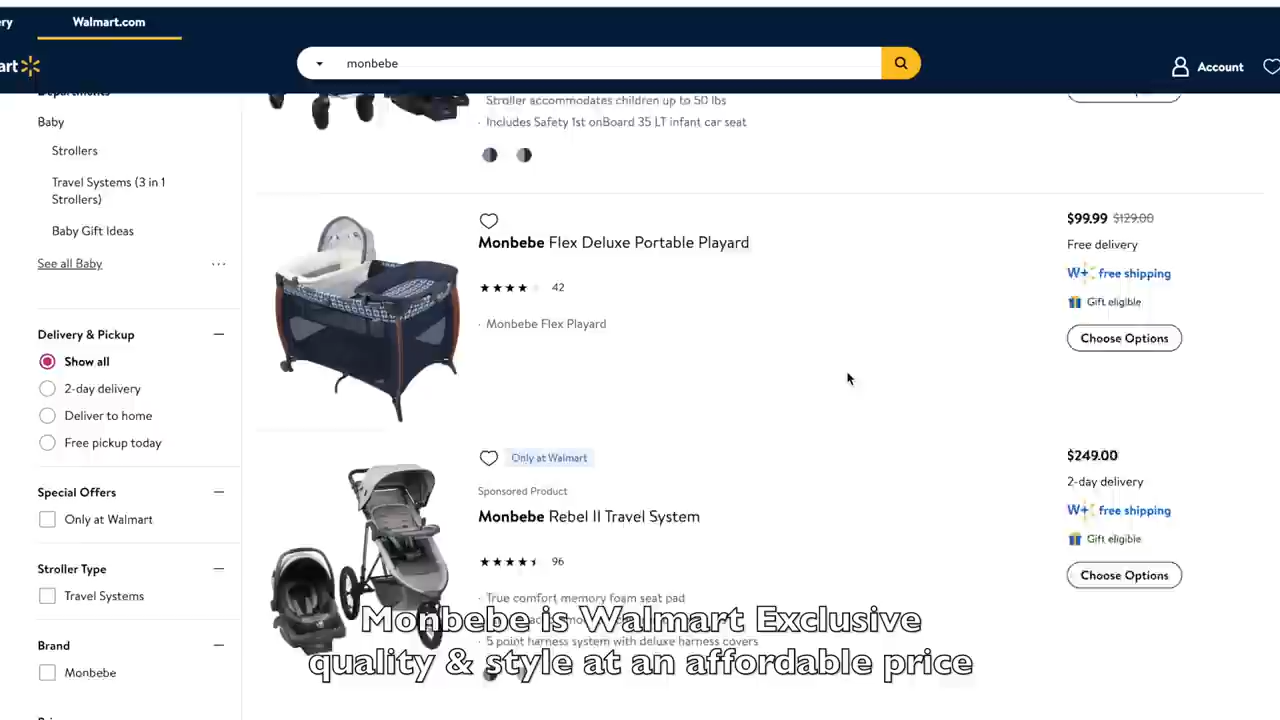 ry
Walmart.com
art
monbebe
Account
Departments
Baby
Strollers
Travel Systems (3 in 1
Strollers)
Baby Gift Ideas
See all Baby
Delivery & Pickup
Show all
2-day delivery
Deliver to home
Free pickup today
Special Offers
Only at Walmart
Stroller Type
Travel Systems
Brand
Monbebe
Stroller accommodates children up to 50 lbs
· Includes Safety 1st onBoard 35 LT infant car seat
Monbebe Flex Deluxe Portable Playard
42
· Monbebe Flex Playard
$99.99 $129.00
Free delivery
W+ free shipping
Gift eligible
Choose Options
Only at Walmart
Sponsored Product
Monbebe Rebel II Travel System
96
· True comfort memory foam seat pad
5 point harness system with deluxe harness covers
$249.00
2-day delivery
W+ free shipping
Gift eligible
Choose Options
Monbebe is Walmart Exclusive
quality & style at an affordable price